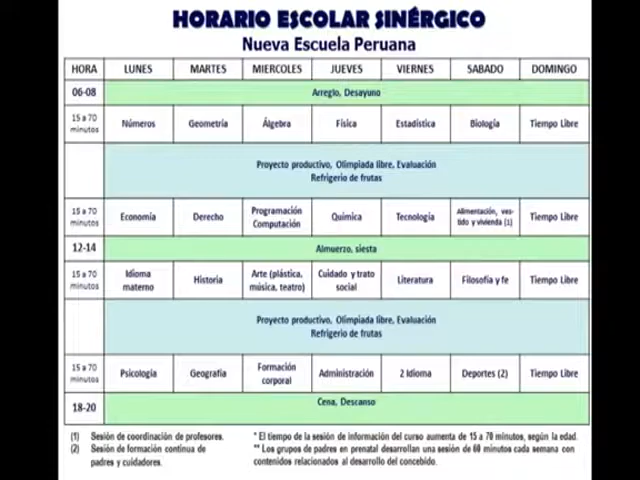 HORARIO ESCOLAR SINÉRGICO
Nueva Escuela Peruana
HORA LUNES MARTES MIERCOLES JUEVES VIERNES SABADO DOMINGO
06-08 Arreglo, Desayuno
15 a 70 minutos Números Geometría Álgebra Física Estadística Biología Tiempo Libre
Proyecto productivo, Olimpiada libre, Evaluación
Refrigerio de frutas
15 a 70 minutos Economía Derecho Programación Computación Química Tecnología Alimentación, ves- tido y vivienda (1) Tiempo Libre
12-14 Almuerzo, siesta
15 a 70 minutos Idioma materno Historia Arte (plástica, música, teatro) Cuidado y trato social Literatura Filosofía y fe Tiempo Libre
Proyecto productivo, Olimpiada libre, Evaluación
Refrigerio de frutas
15 a 70 minutos Psicología Geografía Formación corporal Administración 2 Idioma Deportes (2) Tiempo Libre
18-20 Cena, Descanso
(1) Sesión de coordinación de profesores.
(2) Sesión de formación continua de
padres y cuidadores.
* El tiempo de la sesión de información del curso aumenta de 15 a 70 minutos, según la edad.
** Los grupos de padres en prenatal desarrollan una sesión de 60 minutos cada semana con
contenidos relacionados al desarrollo del concebido.